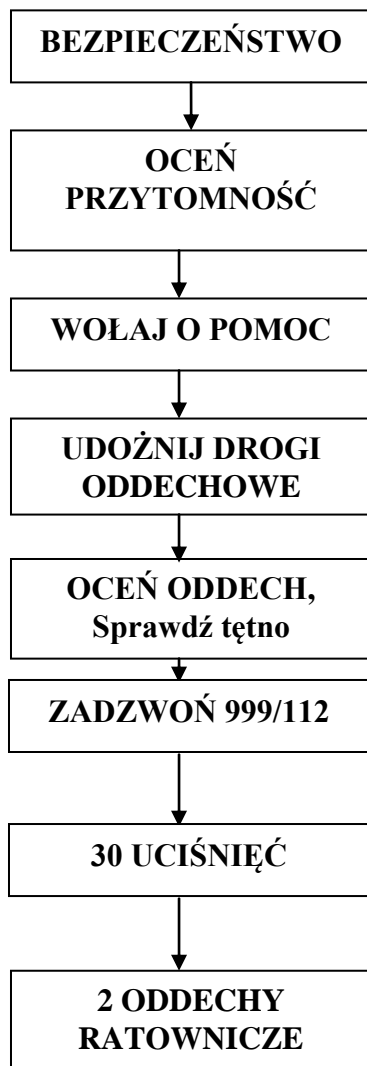 BEZPIECZEŃSTWO
OCEŃ
PRZYTOMNOŚĆ
WOŁAJ O POMOC
UDOŻNIJ DROGI
ODDECHOWE
OCEŃ ODDECH,
Sprawdź tętno
ZADZWOŃ 999/112
30 UCIŚNIĘĆ
2 ODDECHY
RATOWNICZE